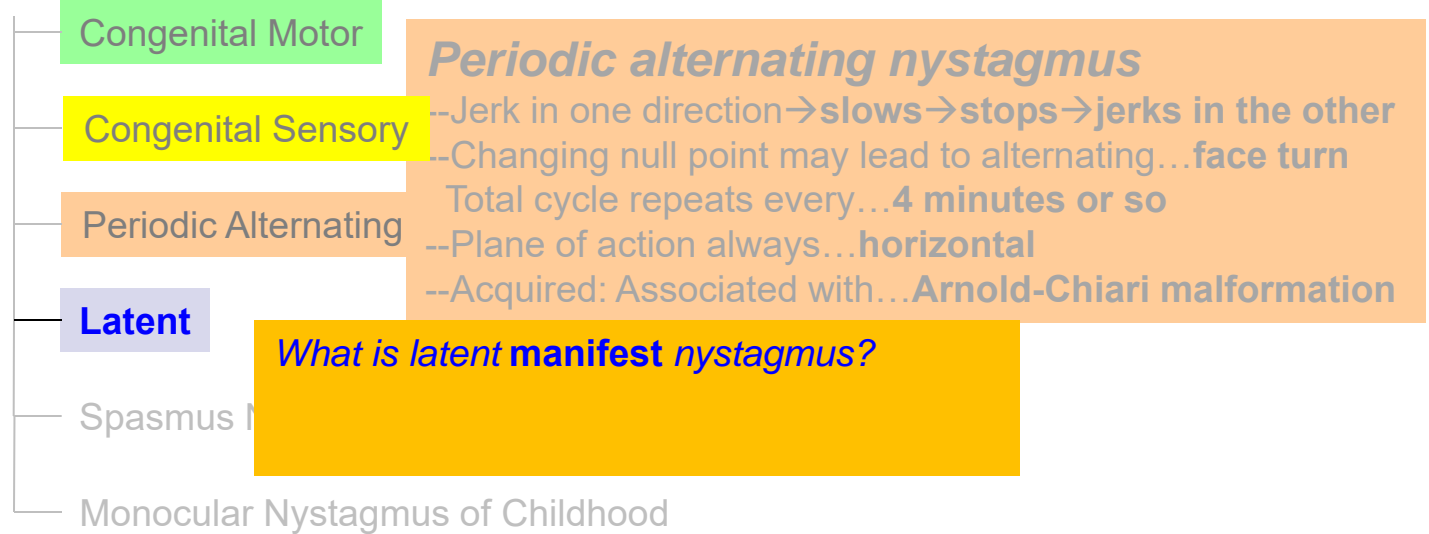 Congenital Motor
Periodic alternating nystagmus
--Jerk in one direction→slows→stops→jerks in the other
Congenital Sensory
--Changing null point may lead to alternating…face turn
Total cycle repeats every…4 minutes or so
Periodic Alternating
--Plane of action always…horizontal
--Acquired: Associated with…Arnold-Chiari malformation
Latent
What is latent manifest nystagmus?
Spasmus
Monocular Nystagmus of Childhood